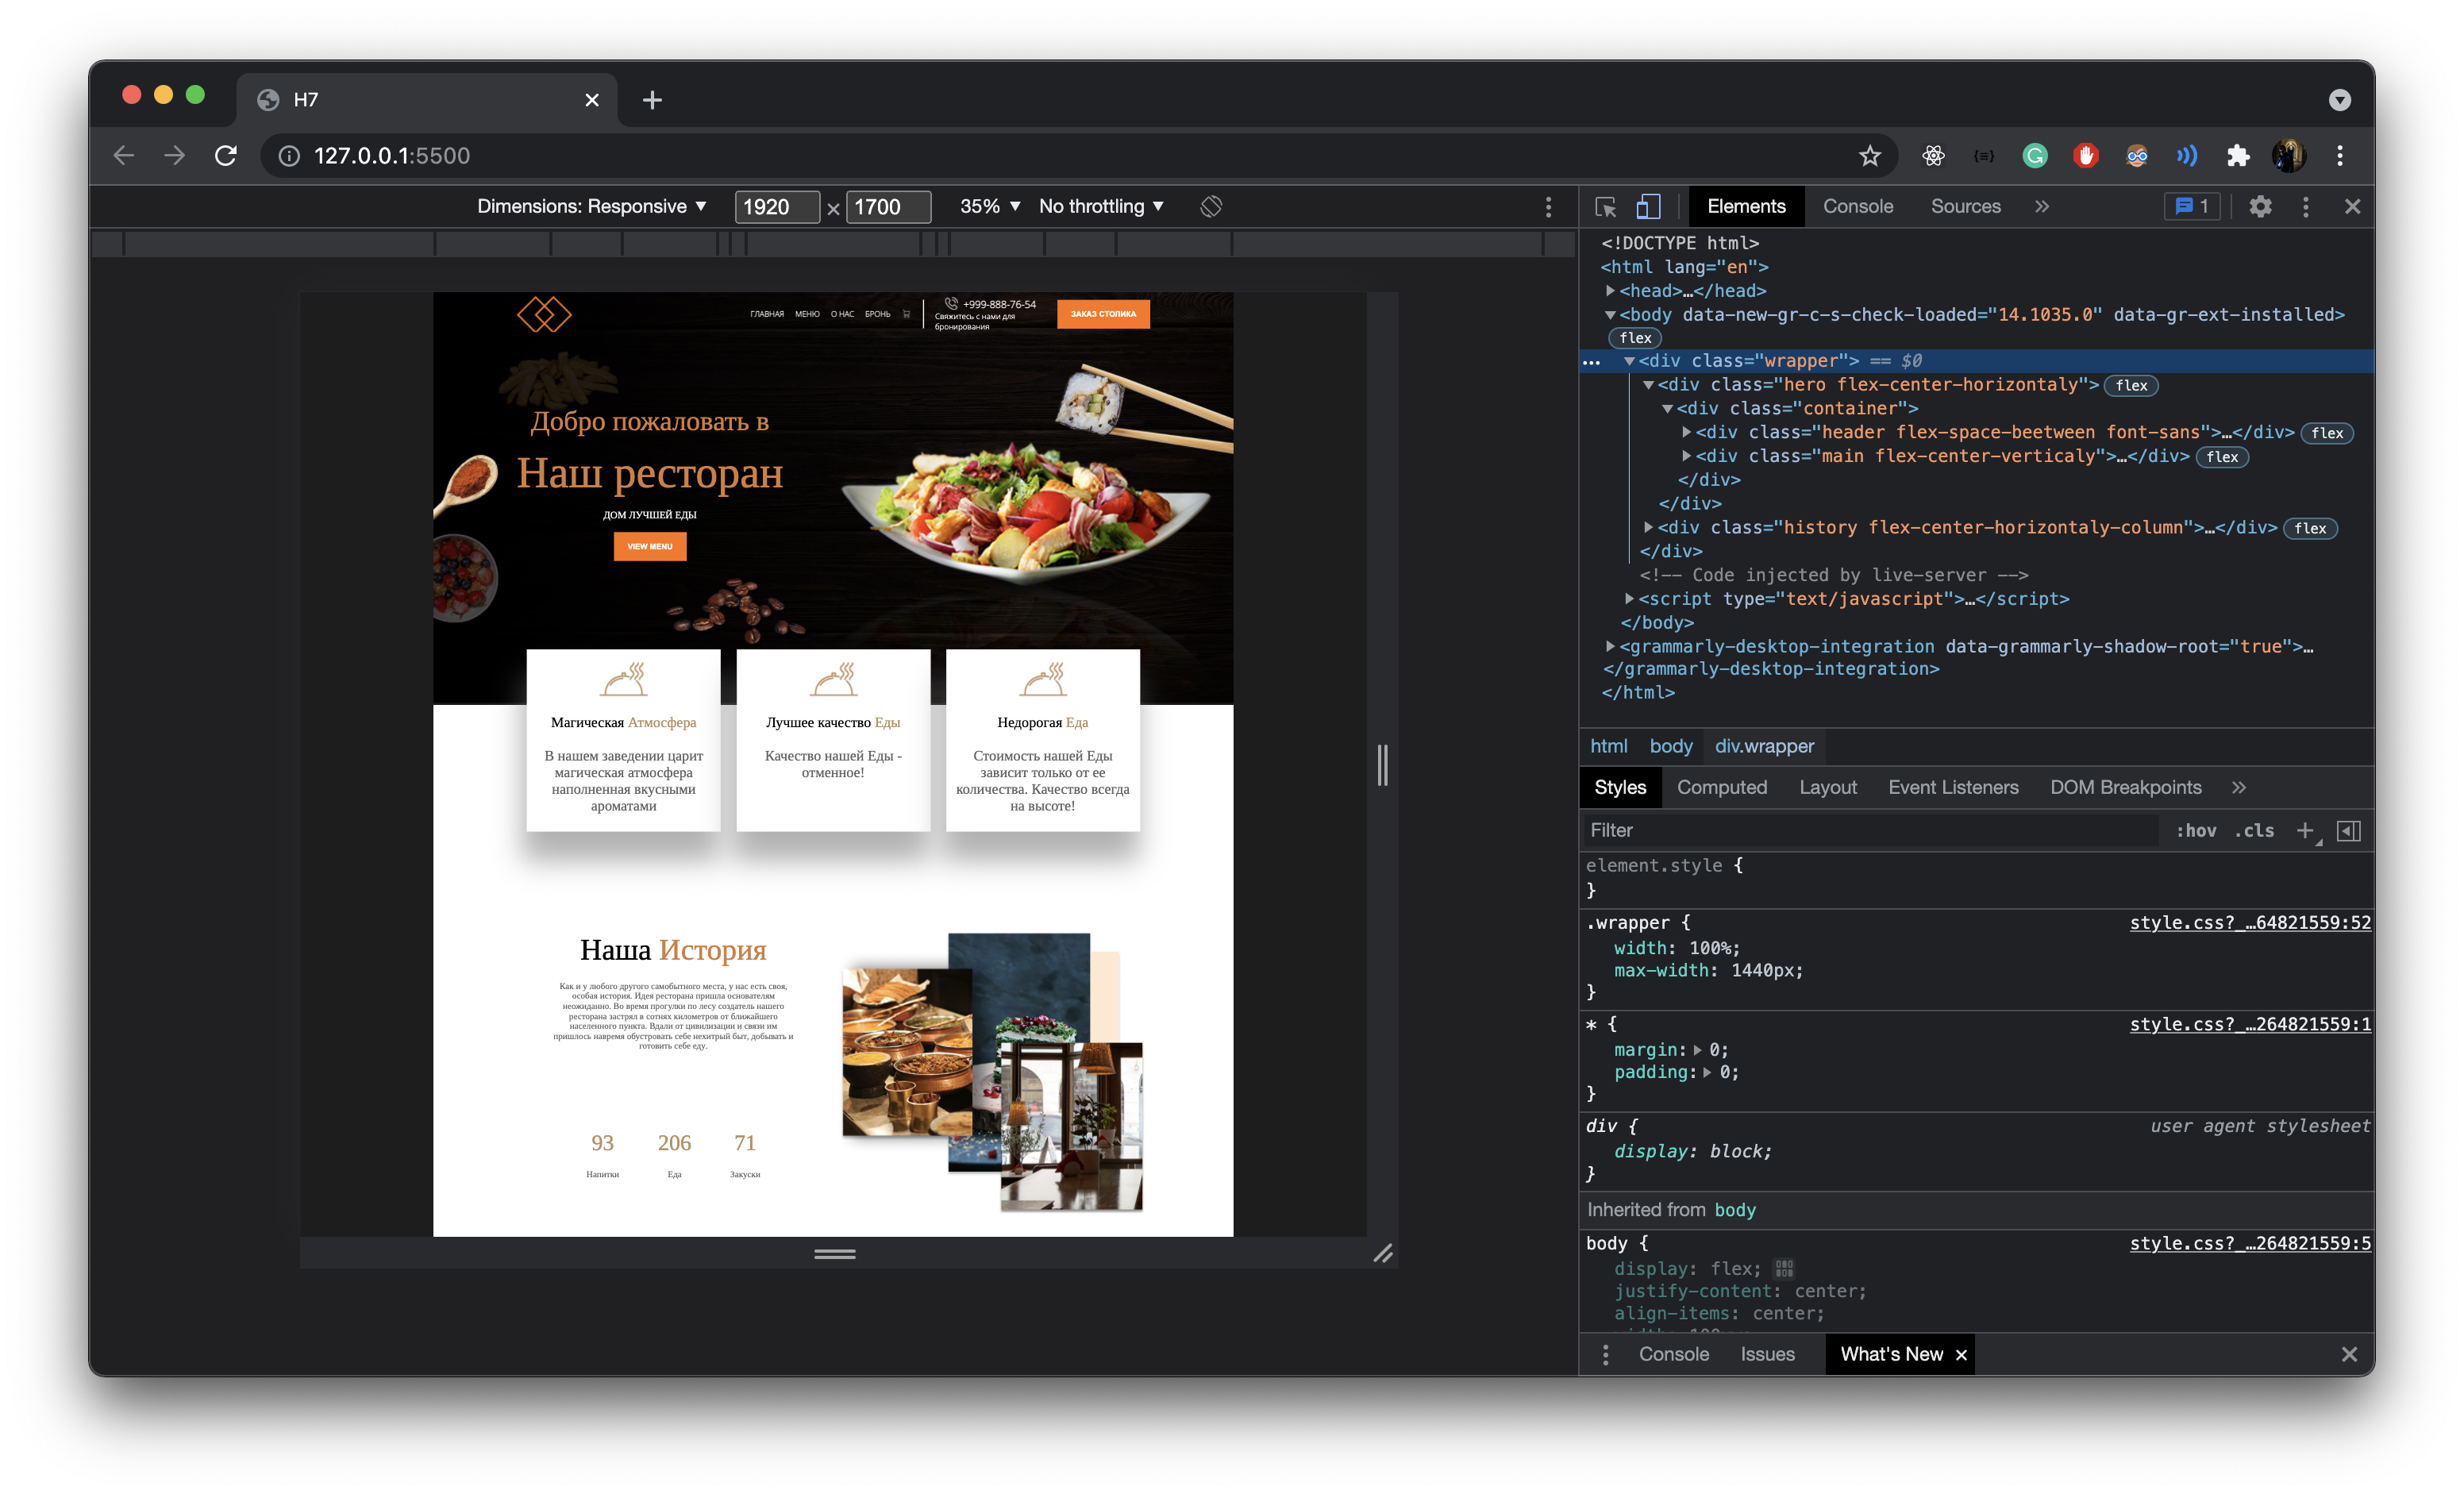 H7
127.0.0.1:5500
Dimensions: Responsive ▼ 1920 × 1700 35% ▼ No throttling ▼
ГЛАВНАЯ МЕНЮ О НАС БРОНЬ
+999-888-76-54
Свяжитесь с нами для
бронирования
ЗАКАЗ СТОЛИКА
Добро пожаловать в
Наш ресторан
ДОМ ЛУЧШЕЙ ЕДЫ
VIEW MENU
Магическая Атмосфера
В нашем заведении царит
магическая атмосфера
наполненная вкусными
ароматами
Лучшее качество Еды
Качество нашей Еды -
отменное!
Недорогая Еда
Стоимость нашей Еды
зависит только от ее
количества. Качество всегда
на высоте!
Наша История
Как и у любого другого самобытного места, у нас есть своя,
особая история. Идея ресторана пришла основателям
неожиданно. Во время прогулки по лесу создатель нашего
ресторана застрял в сотнях километров от ближайшего
населенного пункта. Вдали от цивилизации и связи им
пришлось навремя обустровать себе нехитрый быт, добывать и
готовить себе еду.
93 206 71
Напитки Еда Закуски
Elements Console Sources » 1
<!DOCTYPE html>
<html lang="en">
<head>…</head>
<body data-new-gr-c-s-check-loaded="14.1035.0" data-gr-ext-installed>
flex
<div class="wrapper"> == $0
<div class="hero flex-center-horizontaly"> flex
<div class="container">
<div class="header flex-space-beetween font-sans">…</div> flex
<div class="main flex-center-verticaly">…</div> flex
</div>
</div>
<div class="history flex-center-horizontaly-column">…</div> flex
</div>
<!-- Code injected by live-server -->
<script type="text/javascript">…</script>
</body>
<grammarly-desktop-integration data-grammarly-shadow-root="true">…
</grammarly-desktop-integration>
</html>
html body div.wrapper
Styles Computed Layout Event Listeners DOM Breakpoints »
Filter :hov .cls +
element.style {
}
.wrapper { style.css?_…64821559:52
width: 100%;
max-width: 1440px;
}
* { style.css?_…264821559:1
margin: 0;
padding: 0;
}
div { user agent stylesheet
display: block;
}
Inherited from body
body { style.css?_…264821559:5
display: flex;
justify-content: center;
align-items: center;
Console Issues What's New